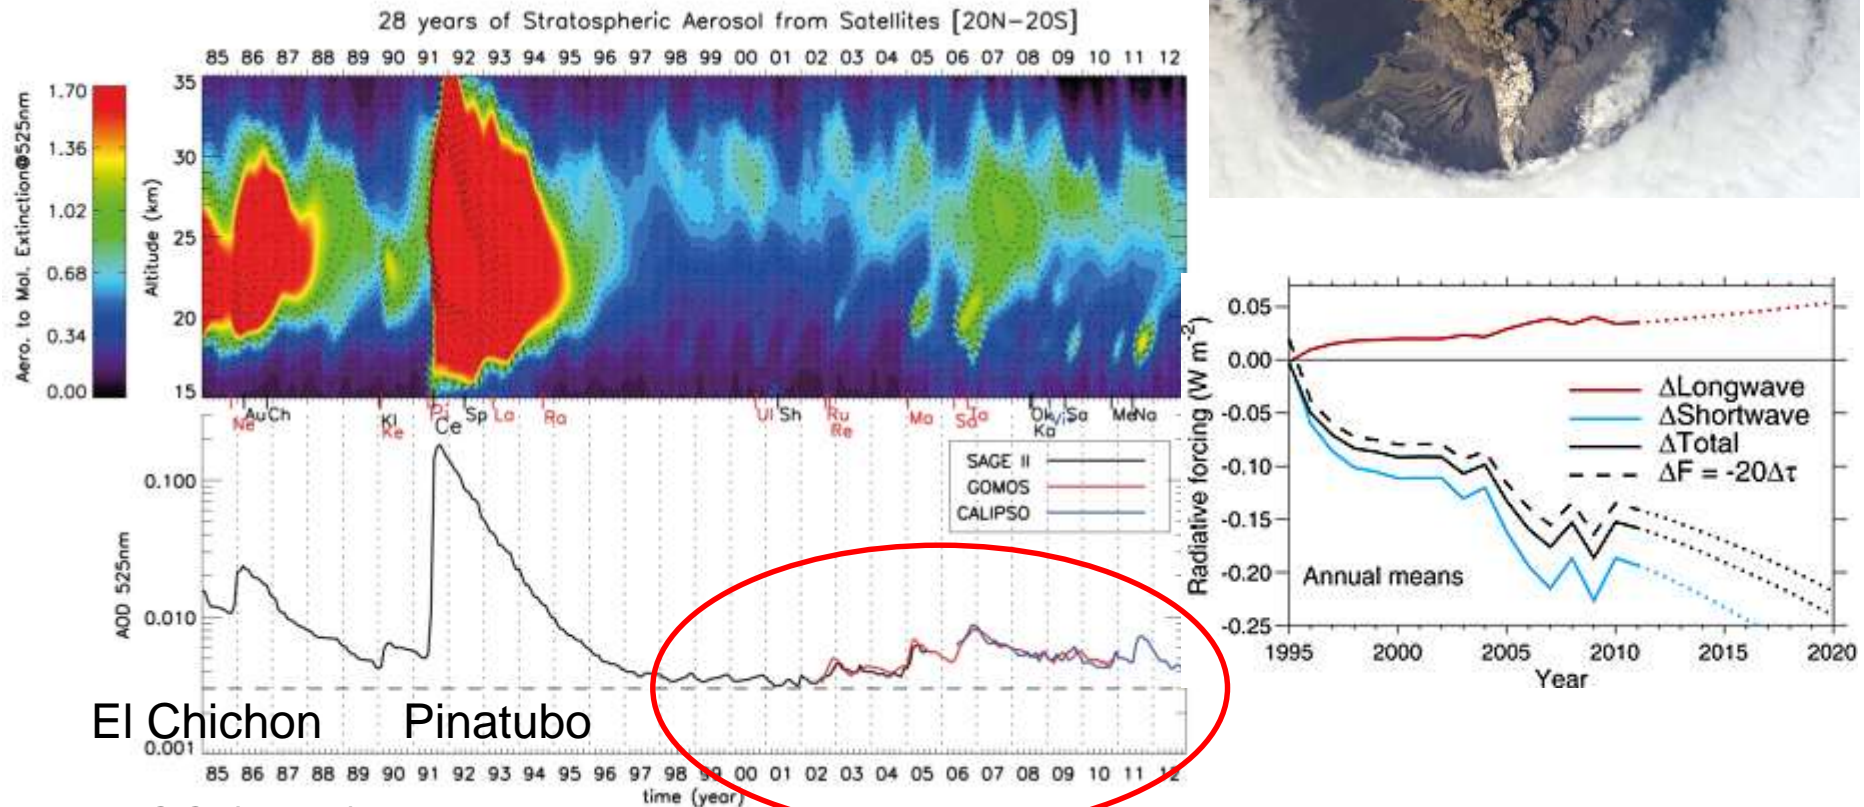 28 years of Stratospheric Aerosol from Satellites [20N-20S]
85 86 87 88 89 90 91 92 93 94 95 96 97 98 99 00 01 02 03 04 05 06 07 08 09 10 11 12
Aero. to Mol. Extinction@525nm
1.70
1.36
1.02
0.68
0.34
0.00
Altitude (km)
35
30
25
20
15
Ne Au Ch Kl Ke Pi Ce Sp La Ra Ul Sh Ru Re Ma So Ta Ok Ka Vi Sa Me Na
SAGE II
GOMOS
CALIPSO
AOD 525nm
0.100
0.010
0.001
El Chichon Pinatubo
85 86 87 88 89 90 91 92 93 94 95 96 97 98 99 00 01 02 03 04 05 06 07 08 09 10 11 12
time (year)
Radiative forcing (W m-2)
0.05
0.00
-0.05
-0.10
-0.15
-0.20
-0.25
ΔLongwave
ΔShortwave
ΔTotal
ΔF = -20Δτ
Annual means
1995 2000 2005 2010 2015 2020
Year